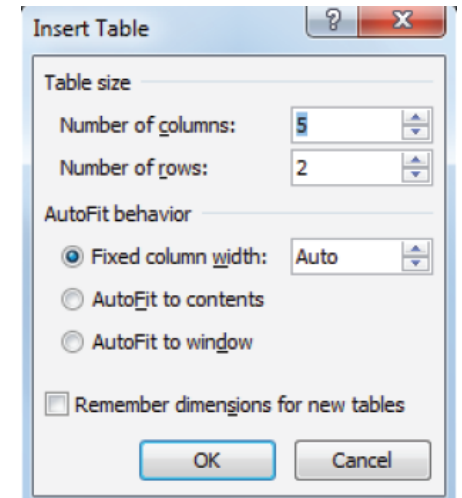 Insert Table ? X
Table size
Number of columns: 5
Number of rows: 2
AutoFit behavior
Fixed column width: Auto
AutoFit to contents
AutoFit to window
Remember dimensions for new tables
OK Cancel